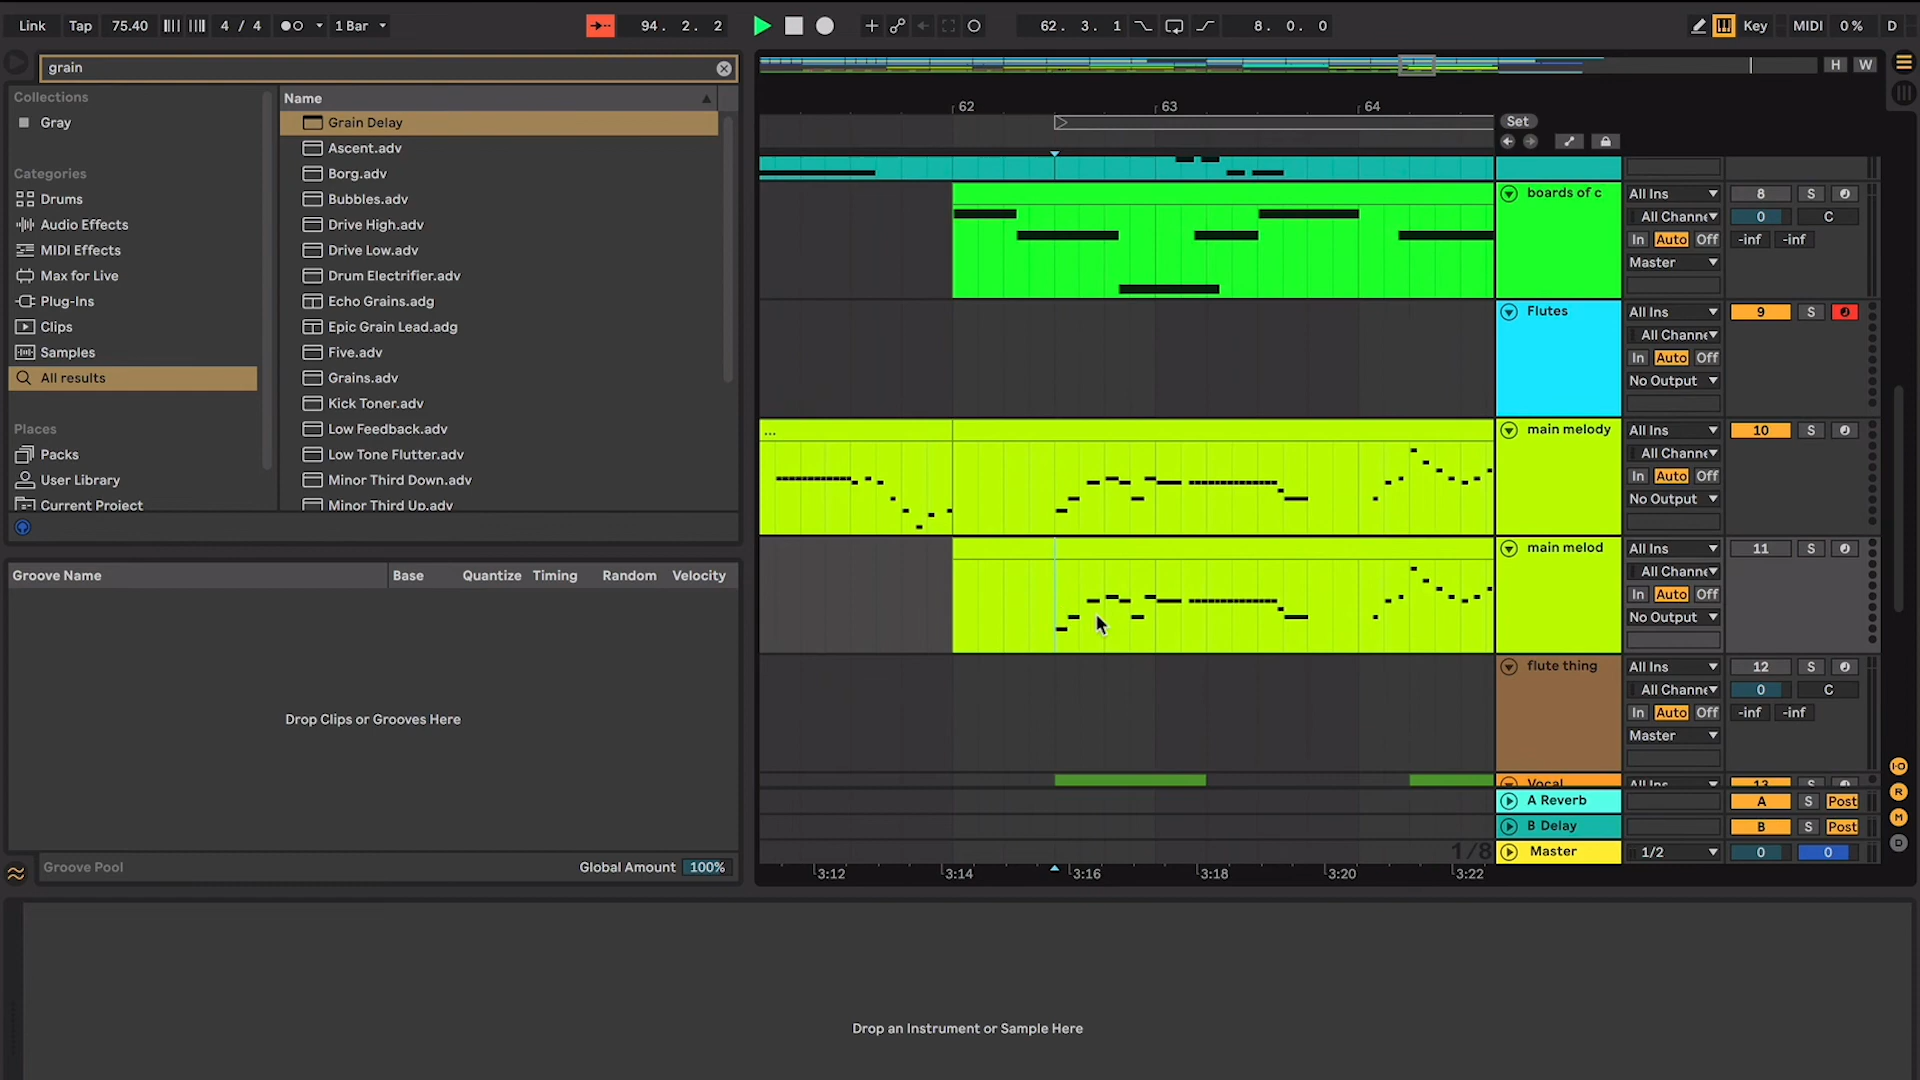 Link Tap 75.40 4 / 4 1 Bar 94. 2. 2 62. 3. 1 8. 0. 0 Key MIDI 0 % D
grain
H W
Collections
Gray
Categories
Drums
Audio Effects
MIDI Effects
Max for Live
Plug-Ins
Clips
Samples
All results
Places
Packs
User Library
Current Project
Name
Grain Delay
Ascent.adv
Borg.adv
Bubbles.adv
Drive High.adv
Drive Low.adv
Drum Electrifier.adv
Echo Grains.adg
Epic Grain Lead.adg
Five.adv
Grains.adv
Kick Toner.adv
Low Feedback.adv
Low Tone Flutter.adv
Minor Third Down.adv
Minor Third Up.adv
Groove Name Base Quantize Timing Random Velocity
Drop Clips or Grooves Here
Groove Pool Global Amount 100%
62 63 64
Set
boards of c All Ins 8 S
All Channe 0 C
In Auto Off -inf -inf
Master
Flutes All Ins 9 S
All Channe
In Auto Off
No Output
...
main melody All Ins 10 S
All Channe
In Auto Off
No Output
main melod All Ins 11 S
All Channe
In Auto Off
No Output
flute thing All Ins 12 S
All Channe 0 C
In Auto Off -inf -inf
Master
Vocal All Ins 13 S
A Reverb A S Post
B Delay B S Post
1/8 Master 1/2 0 0
3:12 3:14 3:16 3:18 3:20 3:22
I·O
R
M
D
Drop an Instrument or Sample Here